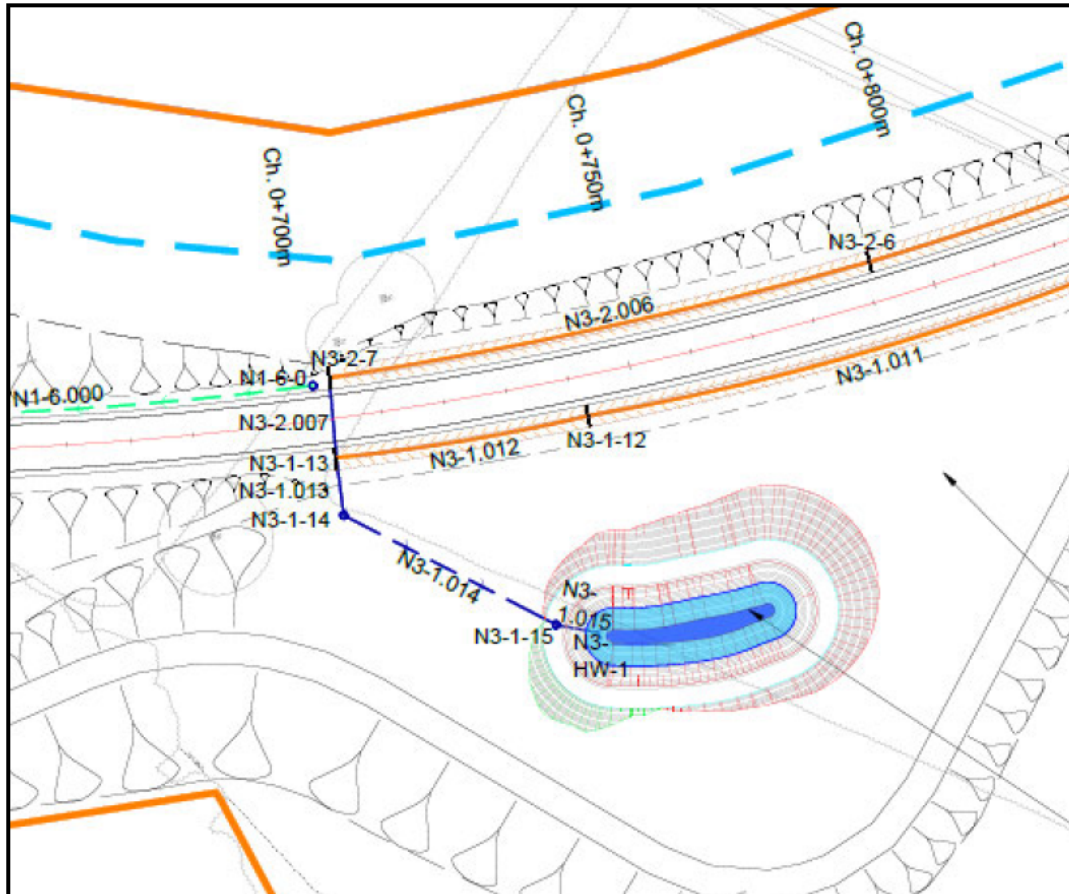 Ch. 0+800m
Ch. 0+750m
Ch. 0+700m
N3-2-6
N3-2.006
N3-2-7
N1-6-0
N3-1.011
N1-6.000
N3-2.007
N3-1-12
N3-1.012
N3-1-13
N3-1.013
N3-1-14
N3-1.014
N3-
1.015
N3-1-15
N3-
HW-1